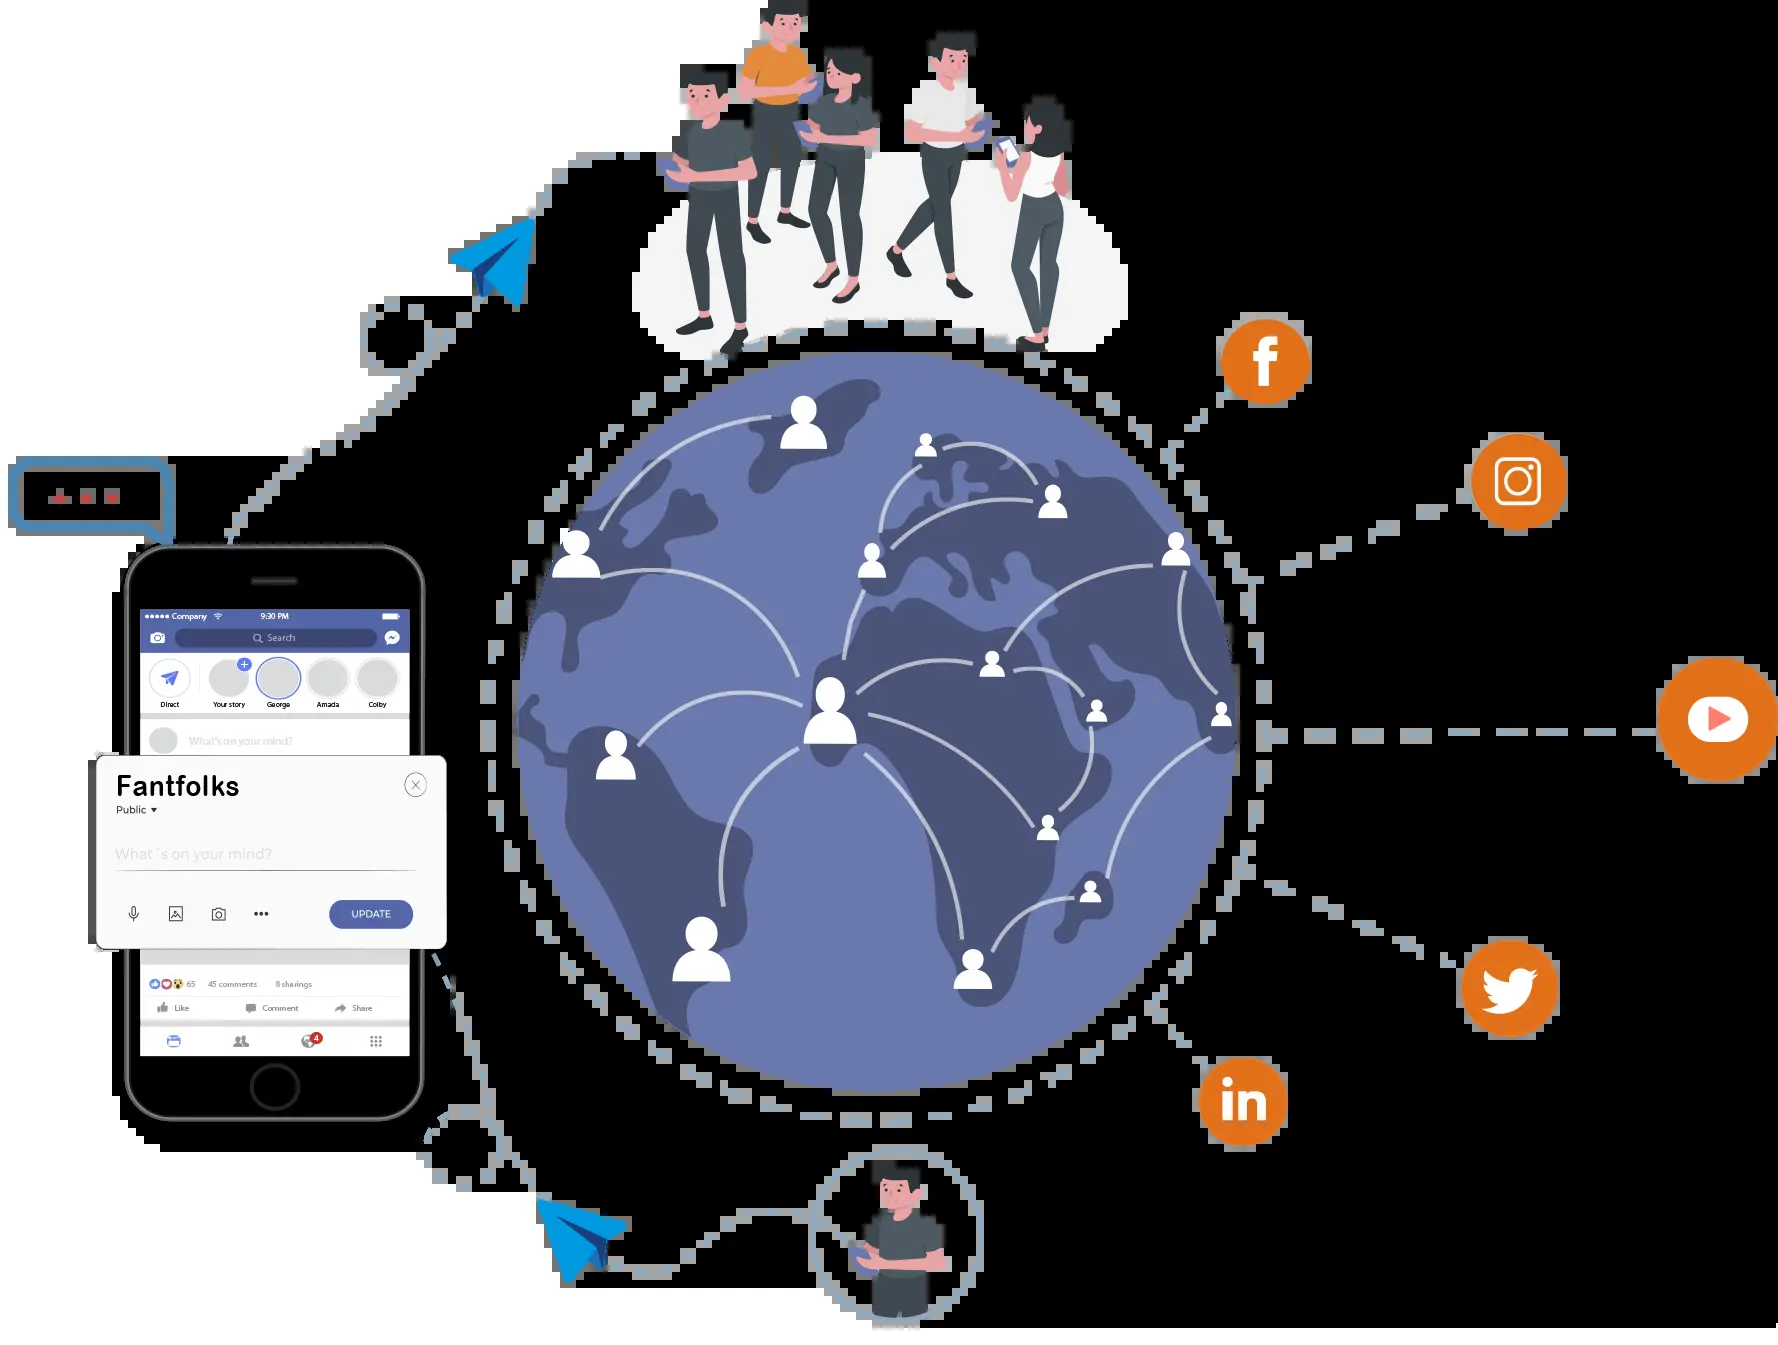 Company 9:30 PM
Search
Direct Your story George Amada Colby
What's on your mind?
Fantfolks
Public
What´s on your mind?
UPDATE
65 45 comments 8 sharings
Like Comment Share
4
f
in